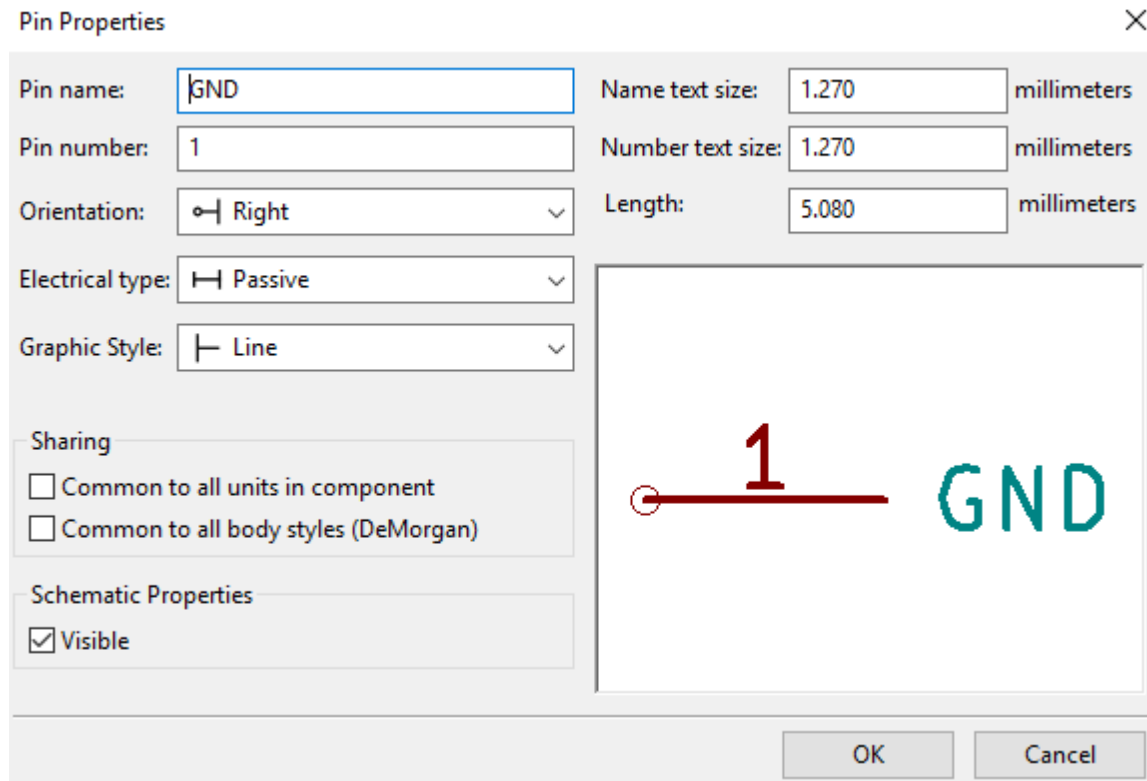 Pin Properties
Pin name: GND
Name text size: 1.270 millimeters
Pin number: 1
Number text size: 1.270 millimeters
Orientation: Right
Length: 5.080 millimeters
Electrical type: Passive
Graphic Style: Line
Sharing
Common to all units in component
Common to all body styles (DeMorgan)
Schematic Properties
Visible
1
GND
OK
Cancel